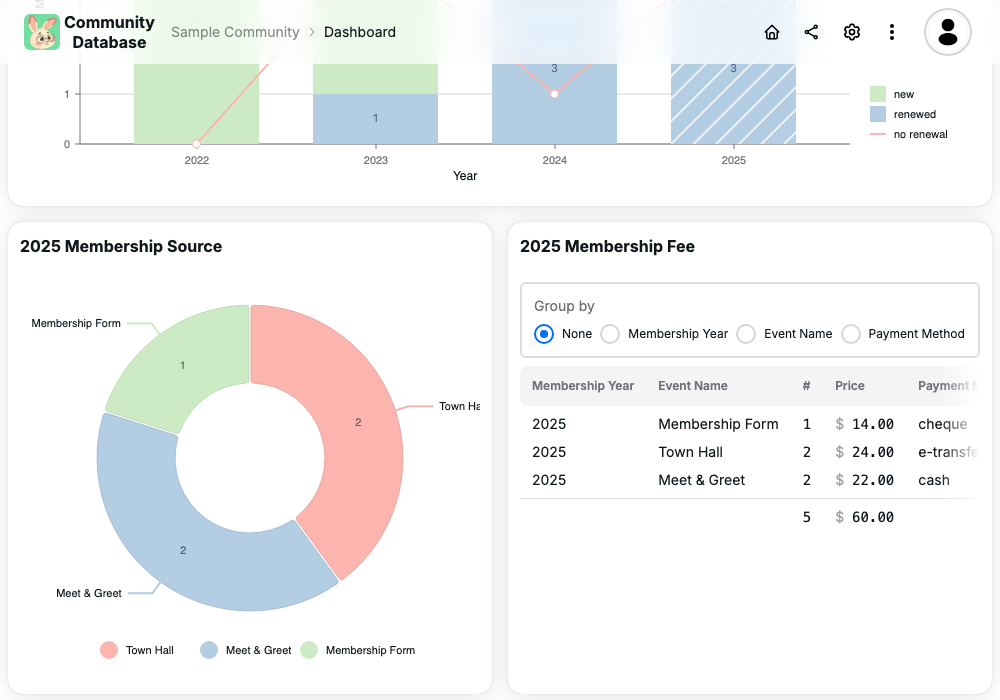 Community
Database
Sample Community > Dashboard
3
3
1
1
0
2022
2023
2024
2025
Year
new
renewed
no renewal
2025 Membership Source
Membership Form
1
Town Ha
2
2
Meet & Greet
Town Hall
Meet & Greet
Membership Form
2025 Membership Fee
Group by
None
Membership Year
Event Name
Payment Method
Membership Year Event Name # Price Payment M
2025 Membership Form 1 $ 14.00 cheque
2025 Town Hall 2 $ 24.00 e-transfe
2025 Meet & Greet 2 $ 22.00 cash
5 $ 60.00